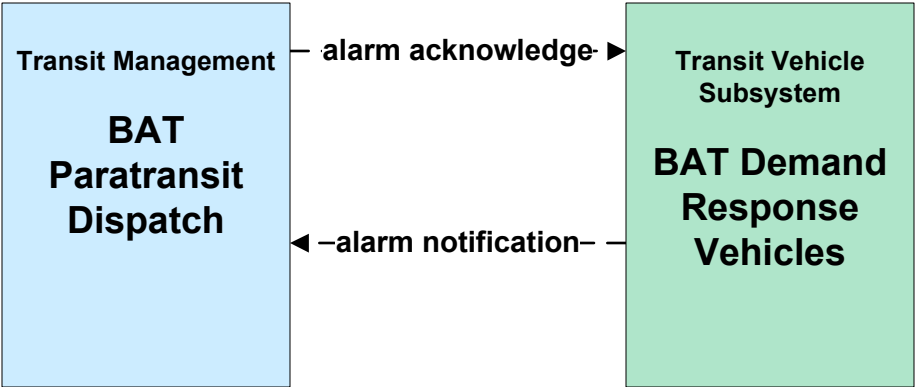 Transit Management
BAT
Paratransit
Dispatch
alarm acknowledge
alarm notification
Transit Vehicle
Subsystem
BAT Demand
Response
Vehicles